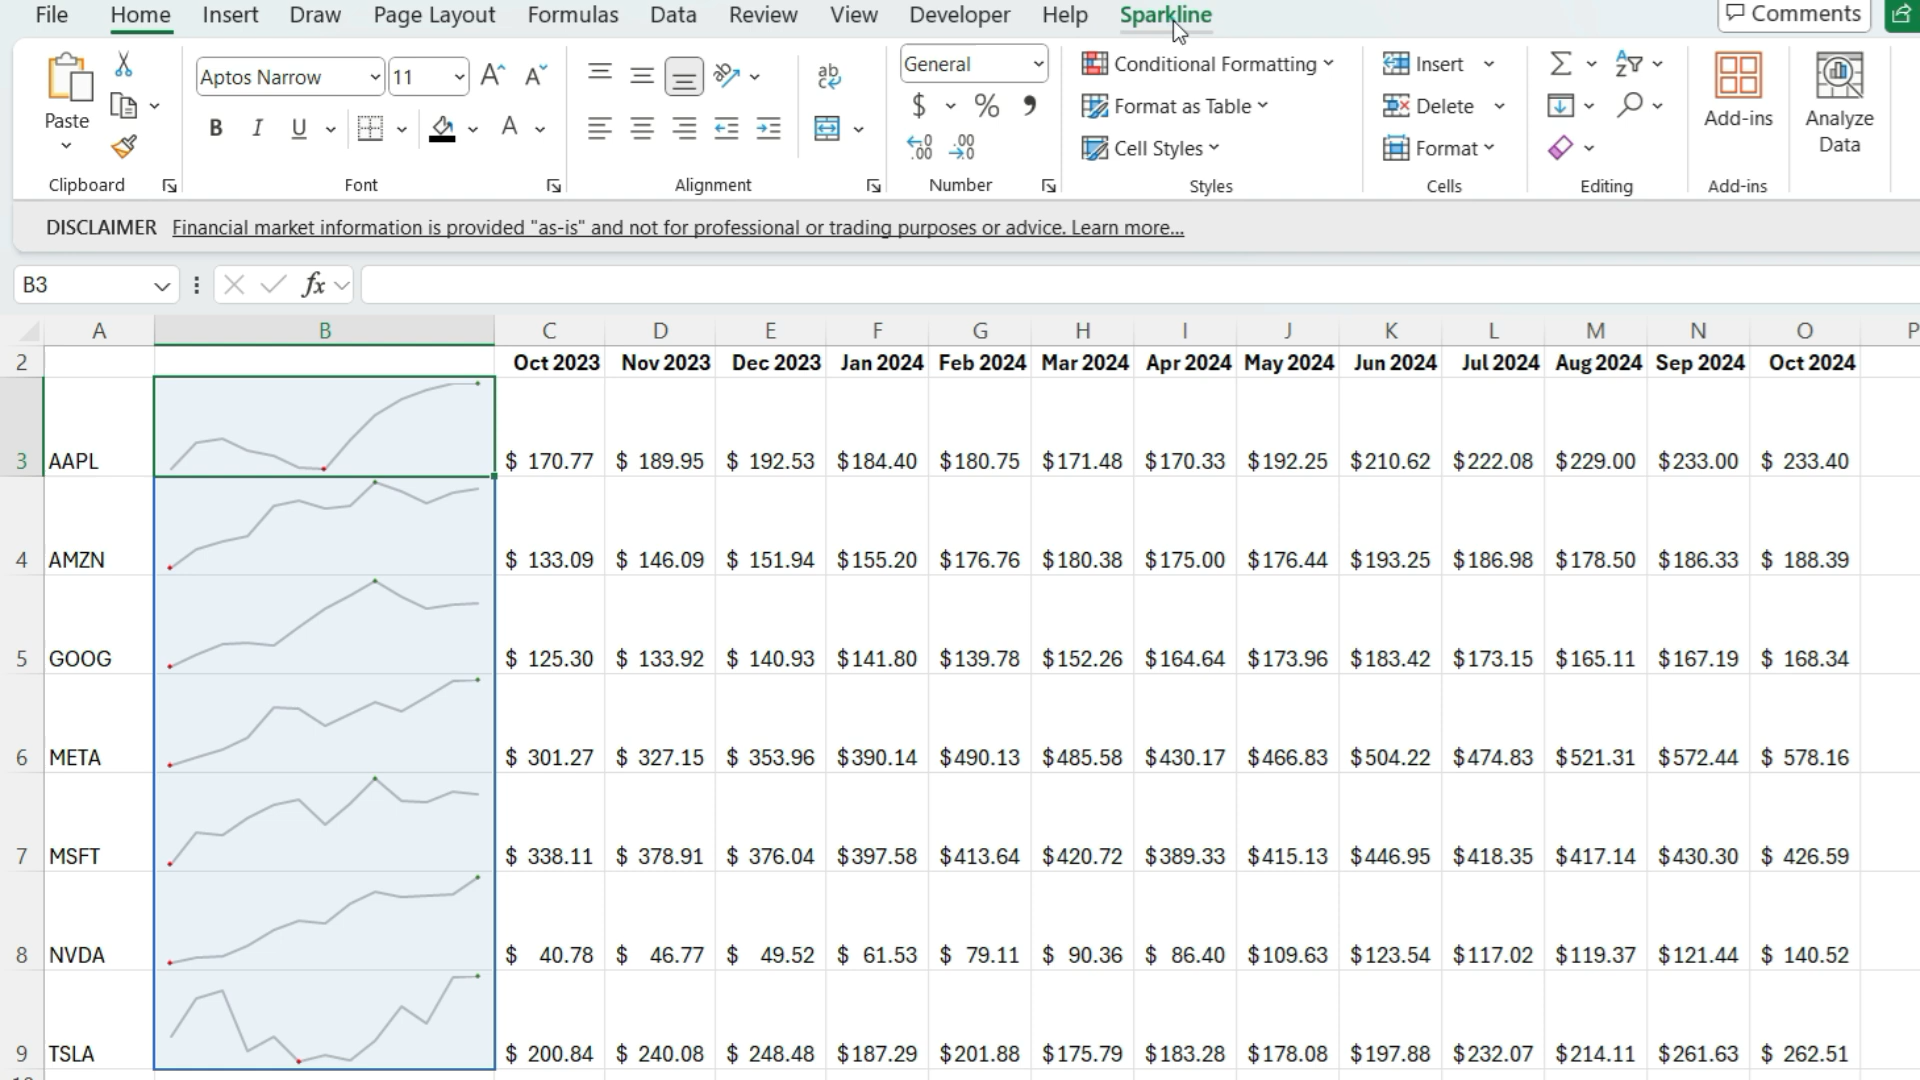 File Home Insert Draw Page Layout Formulas Data Review View Developer Help Sparkline Comments
Paste
Clipboard
Aptos Narrow 11
B I U A
Font
ab
Alignment
General
$ % ,
Number
Conditional Formatting
Format as Table
Cell Styles
Styles
Insert
Delete
Format
Cells
Editing
Add-ins
Add-ins
Analyze
Data
DISCLAIMER Financial market information is provided "as-is" and not for professional or trading purposes or advice. Learn more...
B3 fx
A B C D E F G H I J K L M N O P
2 Oct 2023 Nov 2023 Dec 2023 Jan 2024 Feb 2024 Mar 2024 Apr 2024 May 2024 Jun 2024 Jul 2024 Aug 2024 Sep 2024 Oct 2024
3 AAPL $ 170.77 $ 189.95 $ 192.53 $184.40 $180.75 $171.48 $170.33 $192.25 $210.62 $222.08 $229.00 $233.00 $ 233.40
4 AMZN $ 133.09 $ 146.09 $ 151.94 $155.20 $176.76 $180.38 $175.00 $176.44 $193.25 $186.98 $178.50 $186.33 $ 188.39
5 GOOG $ 125.30 $ 133.92 $ 140.93 $141.80 $139.78 $152.26 $164.64 $173.96 $183.42 $173.15 $165.11 $167.19 $ 168.34
6 META $ 301.27 $ 327.15 $ 353.96 $390.14 $490.13 $485.58 $430.17 $466.83 $504.22 $474.83 $521.31 $572.44 $ 578.16
7 MSFT $ 338.11 $ 378.91 $ 376.04 $397.58 $413.64 $420.72 $389.33 $415.13 $446.95 $418.35 $417.14 $430.30 $ 426.59
8 NVDA $ 40.78 $ 46.77 $ 49.52 $ 61.53 $ 79.11 $ 90.36 $ 86.40 $109.63 $123.54 $117.02 $119.37 $121.44 $ 140.52
9 TSLA $ 200.84 $ 240.08 $ 248.48 $187.29 $201.88 $175.79 $183.28 $178.08 $197.88 $232.07 $214.11 $261.63 $ 262.51